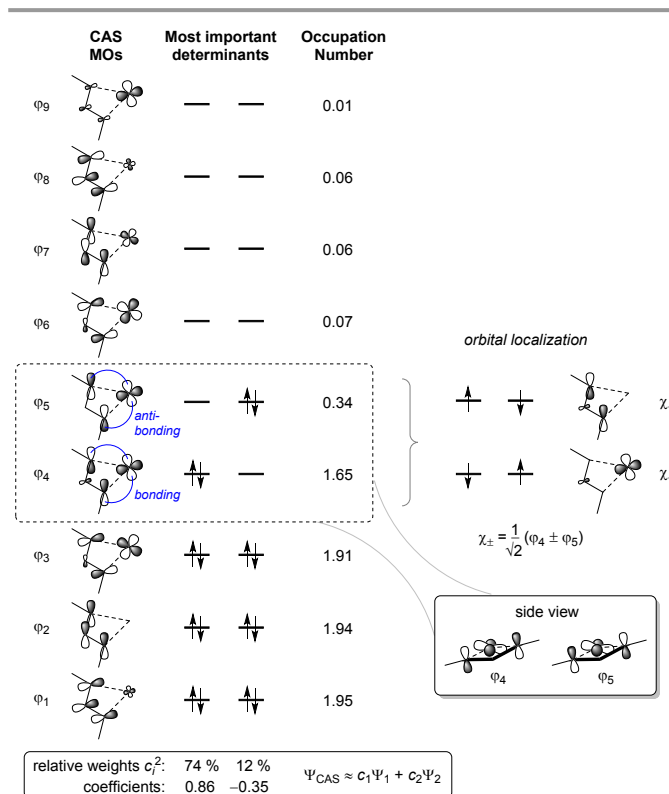 CAS MOs
Most important determinants
Occupation Number
φ9 0.01
φ8 0.06
φ7 0.06
φ6 0.07
orbital localization
φ5 anti-bonding 0.34 χ
φ4 bonding 1.65 χ
χ± = 1/√2 (φ4 ± φ5)
φ3 1.91
side view
φ4 φ5
φ2 1.94
φ1 1.95
relative weights ci²: 74 % 12 %
coefficients: 0.86 −0.35
ΨCAS ≈ c1Ψ1 + c2Ψ2